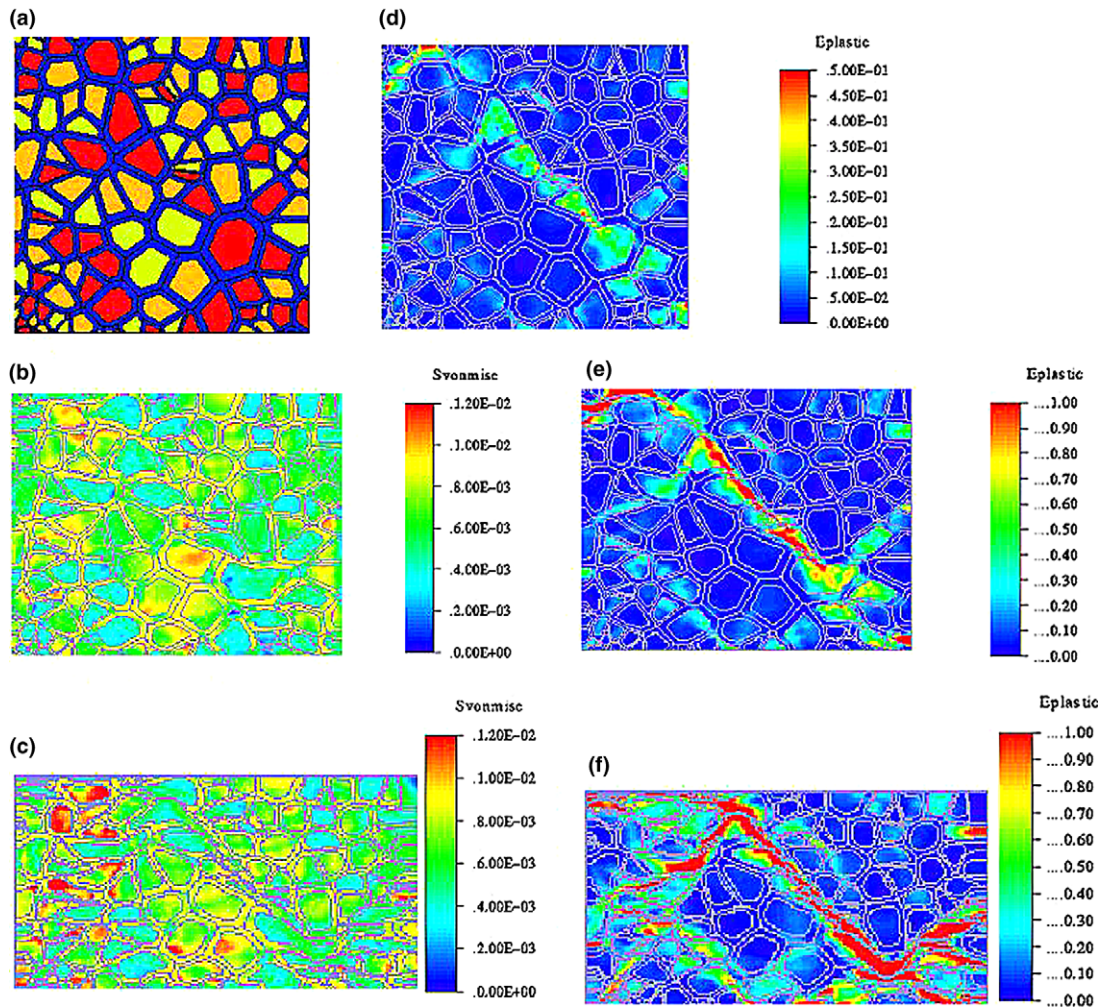 (a)
(d)
Eplastic
.5.00E-01
.4.50E-01
.4.00E-01
.3.50E-01
.3.00E-01
.2.50E-01
.2.00E-01
.1.50E-01
.1.00E-01
.5.00E-02
.0.00E+00
(b)
Svonmise
.1.20E-02
.1.00E-02
.8.00E-03
.6.00E-03
.4.00E-03
.2.00E-03
.0.00E+00
(e)
Eplastic
....1.00
....0.90
....0.80
....0.70
....0.60
....0.50
....0.40
....0.30
....0.20
....0.10
....0.00
(c)
Svonmise
.1.20E-02
.1.00E-02
.8.00E-03
.6.00E-03
.4.00E-03
.2.00E-03
.0.00E+00
(f)
Eplastic
....1.00
....0.90
....0.80
....0.70
....0.60
....0.50
....0.40
....0.30
....0.20
....0.10
....0.00